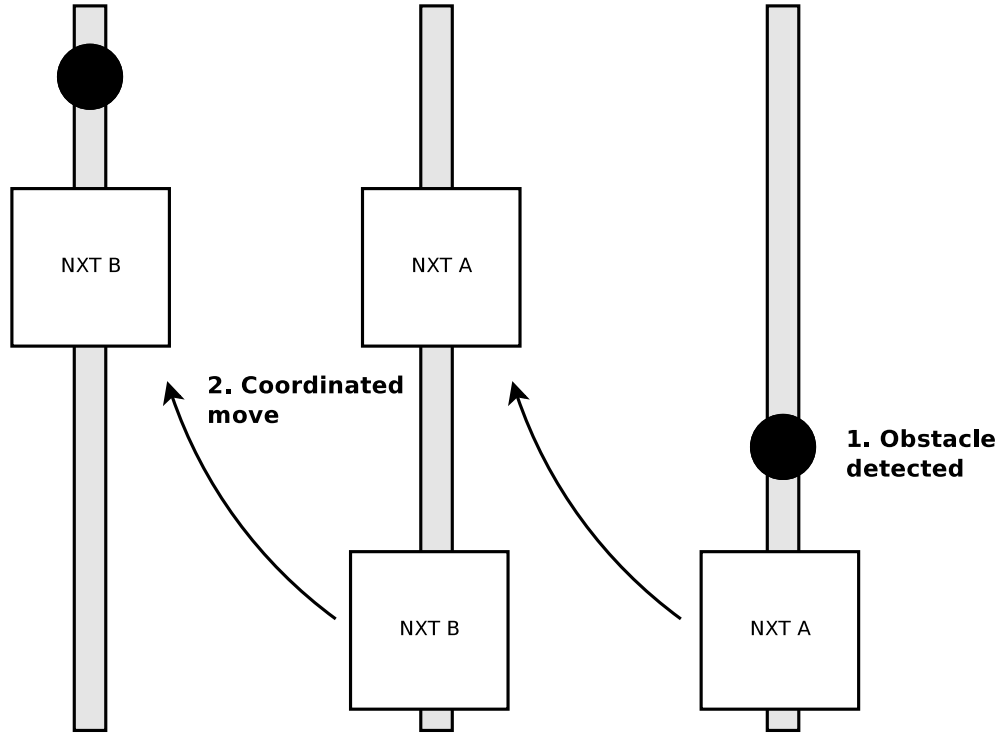 NXT B
NXT A
2. Coordinated
move
1. Obstacle
detected
NXT B
NXT A